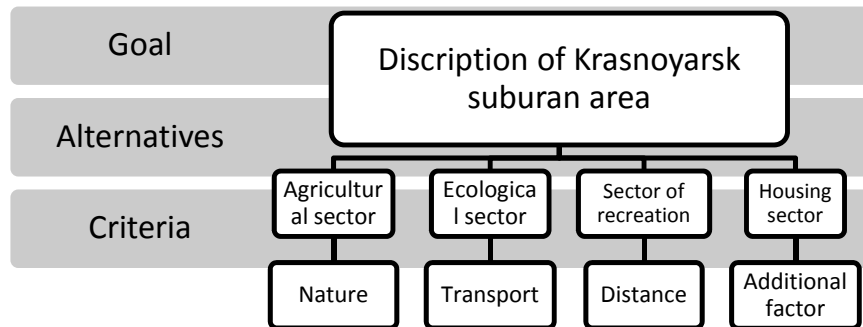 Goal
Discription of Krasnoyarsk
suburan area
Alternatives
Agricultur
al sector
Ecologica
l sector
Sector of
recreation
Housing
sector
Criteria
Nature
Transport
Distance
Additional
factor